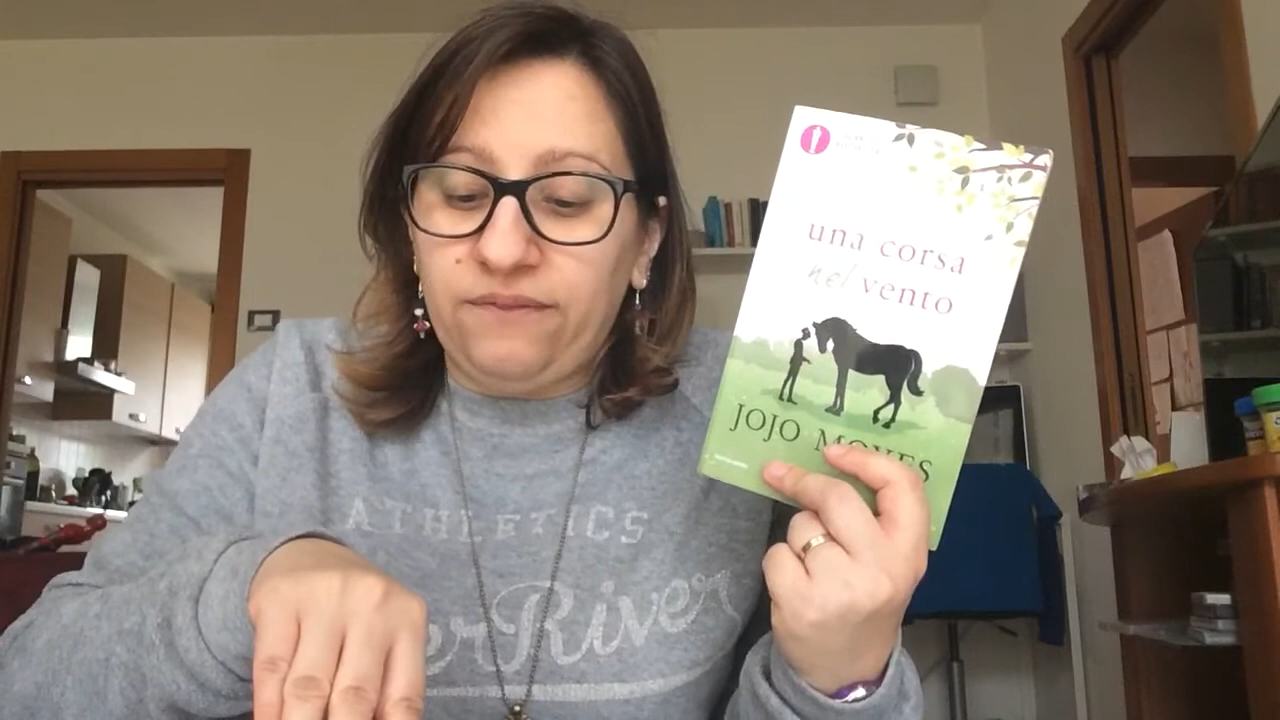 una corsa
nel vento
JOJO MOYES
ATHLETICS
River